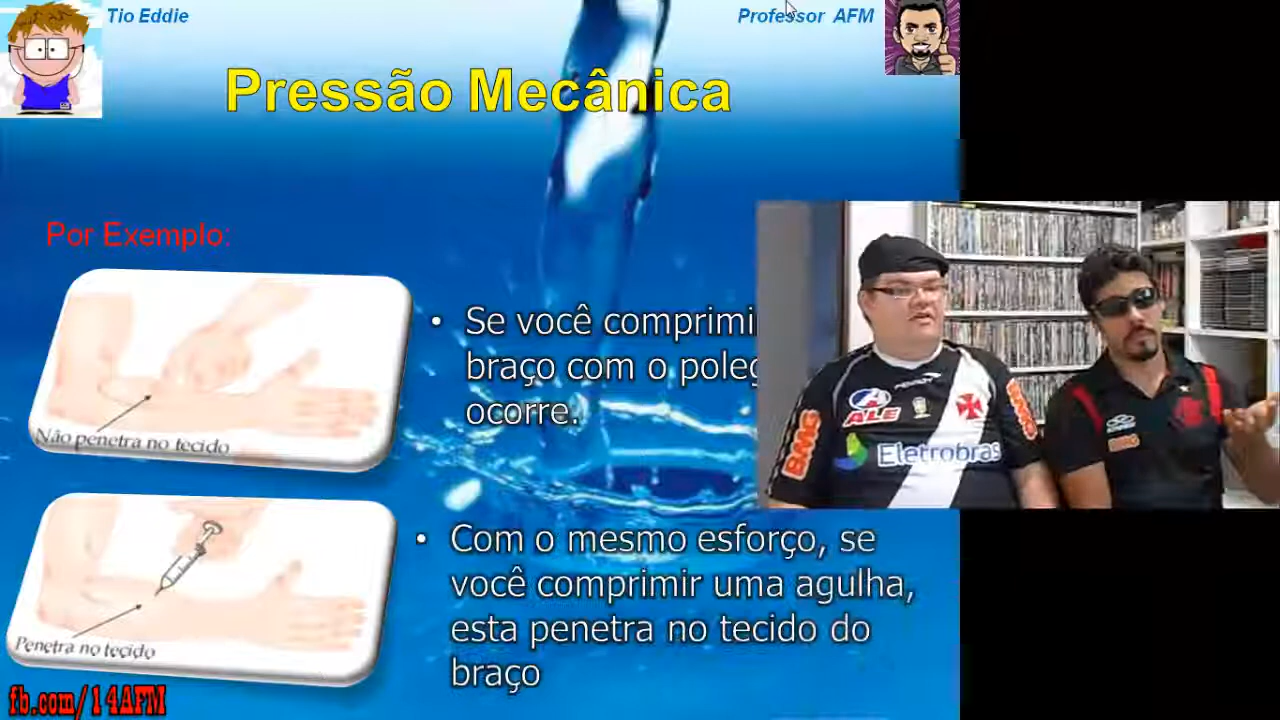 Tio Eddie
Professor AFM
Pressão Mecânica
Por Exemplo:
• Se você comprimi
braço com o poleg
ocorre.
Não penetra no tecido
ALE
BMG
Eletrobras
• Com o mesmo esforço, se
você comprimir uma agulha,
esta penetra no tecido do
braço
Penetra no tecido
fb.com/14AFM